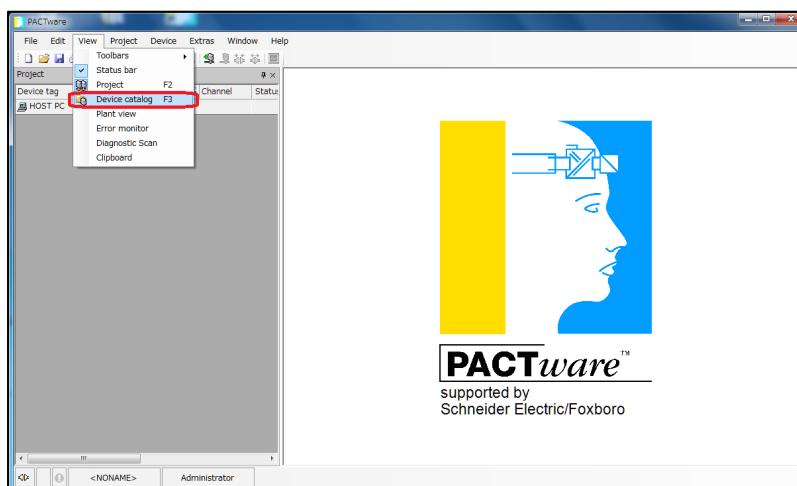 PACTware
File Edit View Project Device Extras Window Help
Project
Device tag Channel Status
HOST PC
Toolbars
Status bar
Project F2
Device catalog F3
Plant view
Error monitor
Diagnostic Scan
Clipboard
PACTware™
supported by
Schneider Electric/Foxboro
<NONAME> Administrator